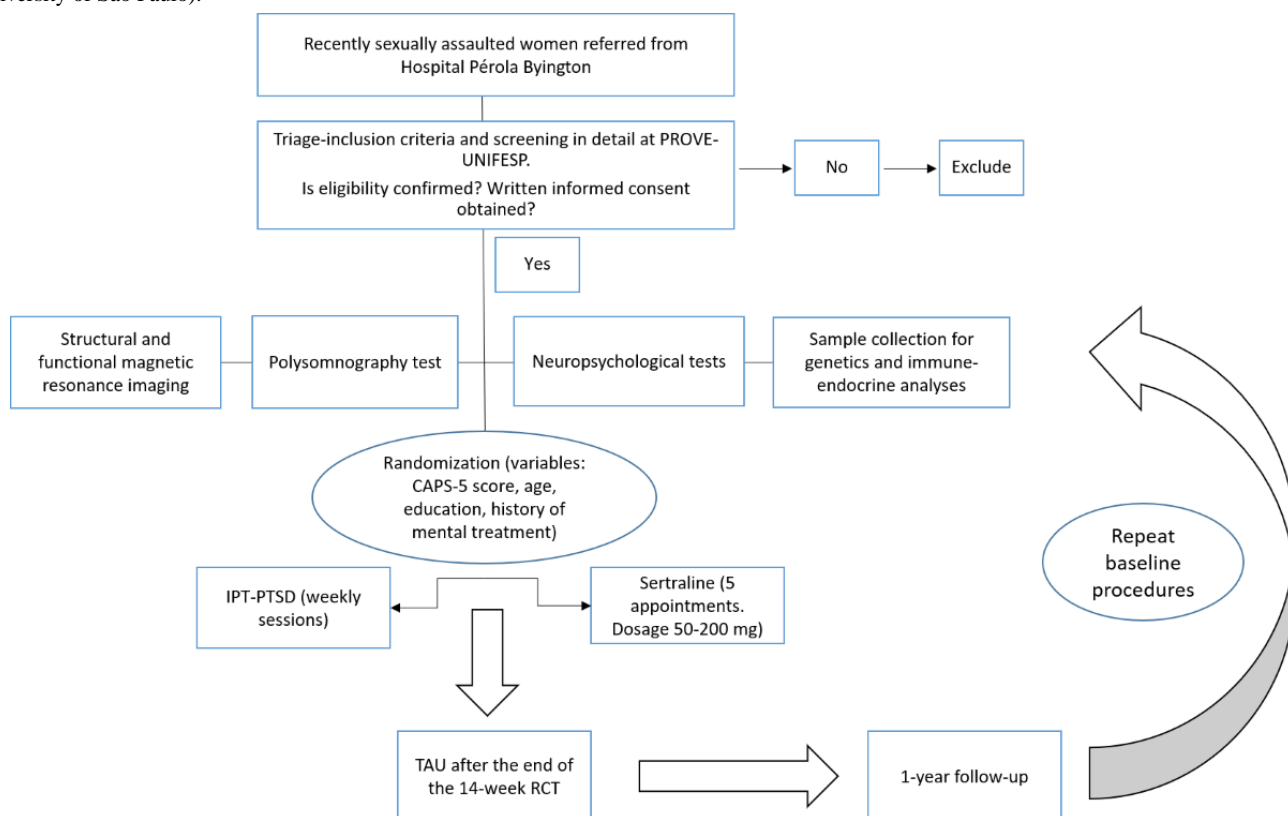 Recently sexually assaulted women referred from
Hospital Pérola Byington
Triage-inclusion criteria and screening in detail at PROVE-
UNIFESP.
Is eligibility confirmed? Written informed consent
obtained?
No
Exclude
Yes
Structural and
functional magnetic
resonance imaging
Polysomnography test
Neuropsychological tests
Sample collection for
genetics and immune-
endocrine analyses
Randomization (variables:
CAPS-5 score, age,
education, history of
mental treatment)
Repeat
baseline
procedures
IPT-PTSD (weekly
sessions)
Sertraline (5
appointments.
Dosage 50-200 mg)
TAU after the end of
the 14-week RCT
1-year follow-up